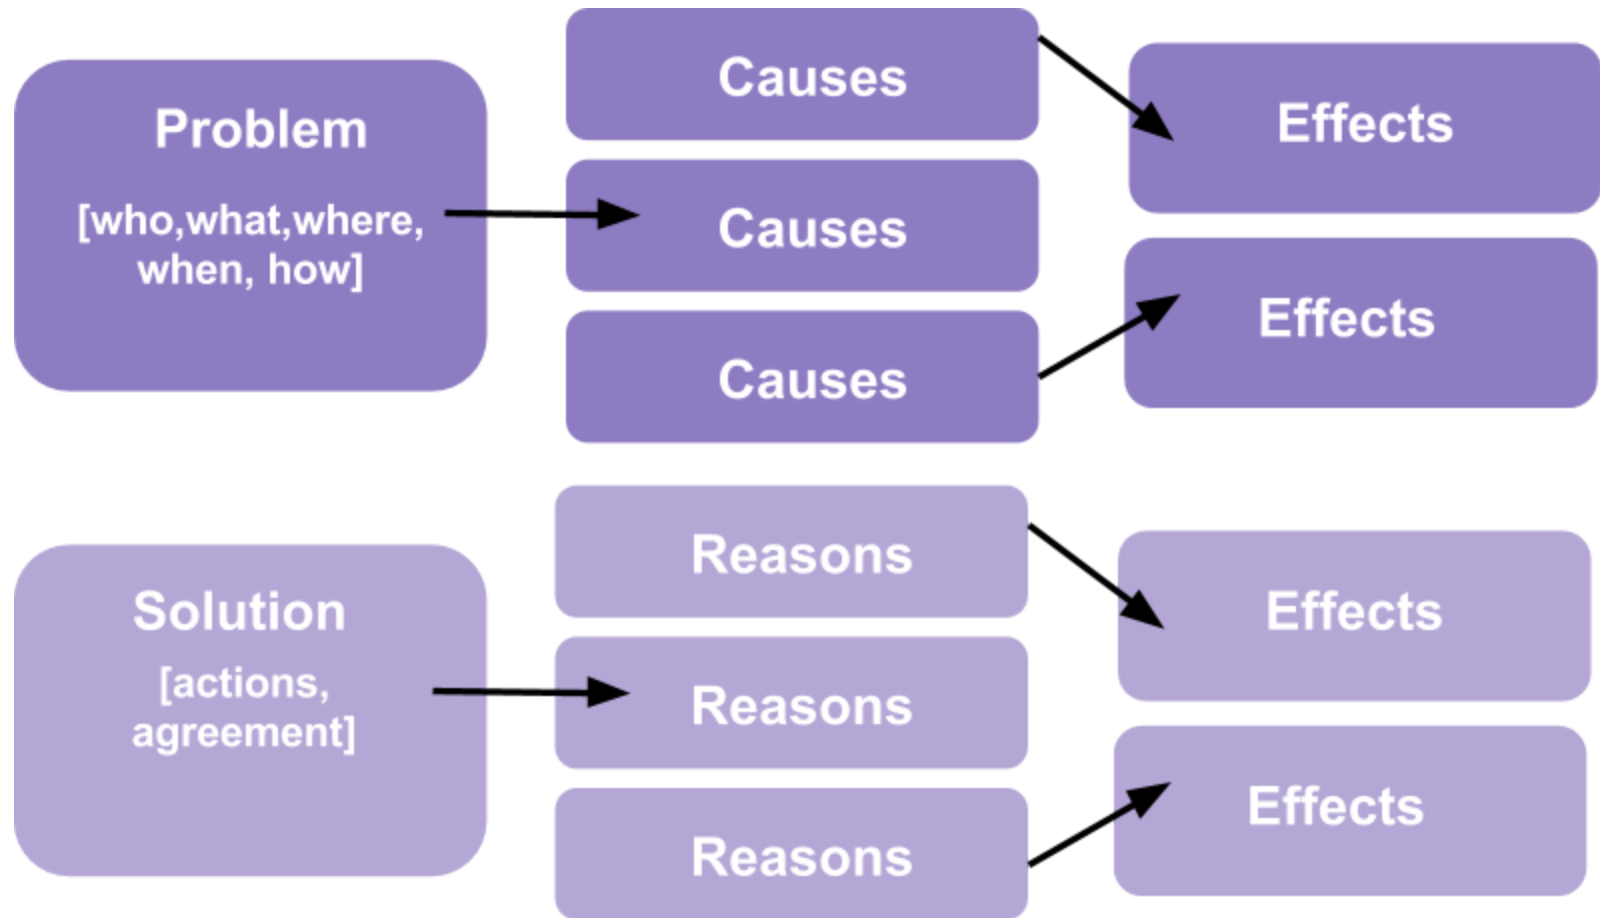 Problem
[who,what,where,
when, how]
Causes
Causes
Causes
Effects
Effects
Solution
[actions,
agreement]
Reasons
Reasons
Reasons
Effects
Effects